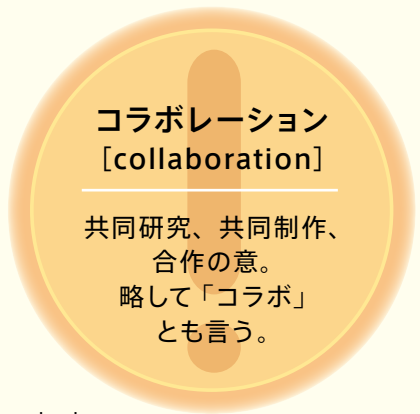 コラボレーション
[collaboration]
共同研究、共同制作、
合作の意。
略して「コラボ」
とも言う。